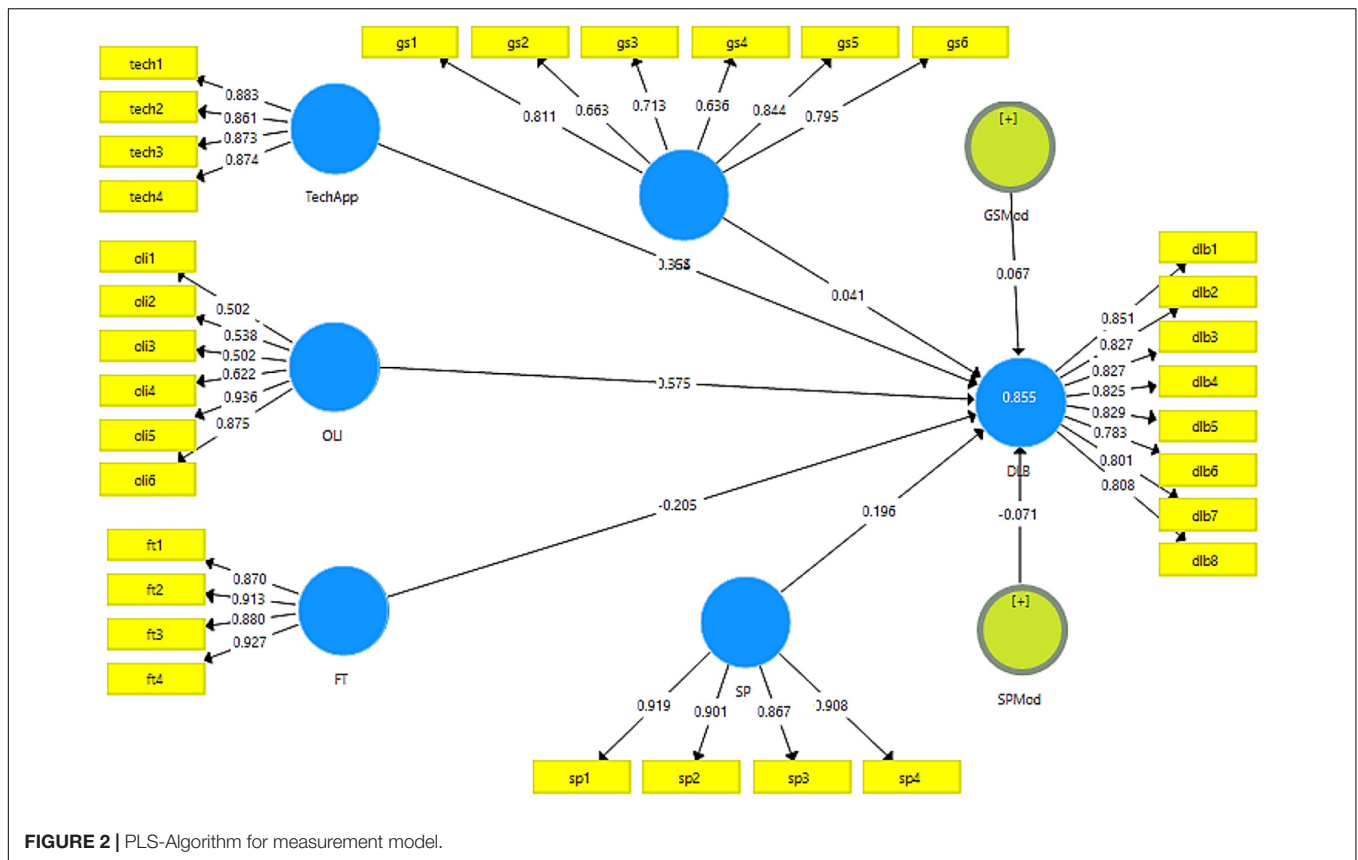 gs1 gs2 gs3 gs4 gs5 gs6
0.811 0.663 0.713 0.636 0.844 0.795
tech1
tech2
tech3
tech4
0.883
0.861
0.873
0.874
TechApp
[+]
GSMod
0.067
0.041
oli1
oli2
oli3
oli4
oli5
oli6
0.502
0.538
0.502
0.622
0.936
0.875
OLI
0.575
0.855
DLB
dlb1
dlb2
dlb3
dlb4
dlb5
dlb6
dlb7
dlb8
0.851
0.827
0.827
0.825
0.829
0.783
0.801
0.808
ft1
ft2
ft3
ft4
0.870
0.913
0.880
0.927
FT
-0.205
0.196
-0.071
[+]
SPMod
SP
0.919 0.901 0.867 0.908
sp1 sp2 sp3 sp4
FIGURE 2 | PLS-Algorithm for measurement model.